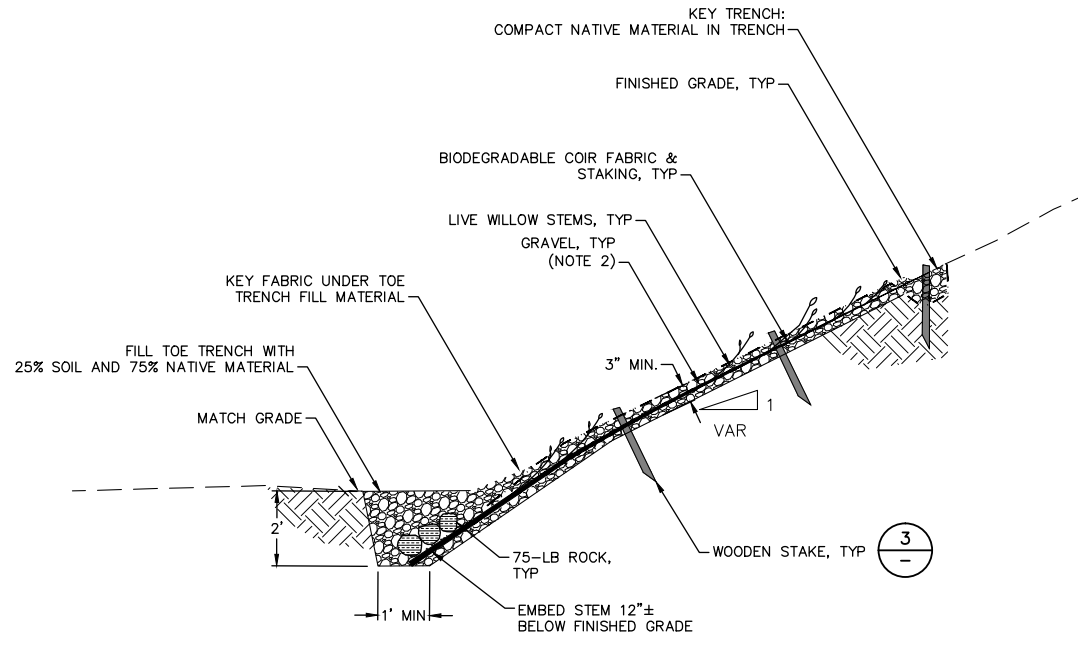 KEY TRENCH:
COMPACT NATIVE MATERIAL IN TRENCH
FINISHED GRADE, TYP
BIODEGRADABLE COIR FABRIC &
STAKING, TYP
LIVE WILLOW STEMS, TYP
GRAVEL, TYP
(NOTE 2)
KEY FABRIC UNDER TOE
TRENCH FILL MATERIAL
FILL TOE TRENCH WITH
25% SOIL AND 75% NATIVE MATERIAL
3" MIN.
1
VAR
MATCH GRADE
2'
75-LB ROCK,
TYP
WOODEN STAKE, TYP
3
–
1' MIN
EMBED STEM 12"±
BELOW FINISHED GRADE